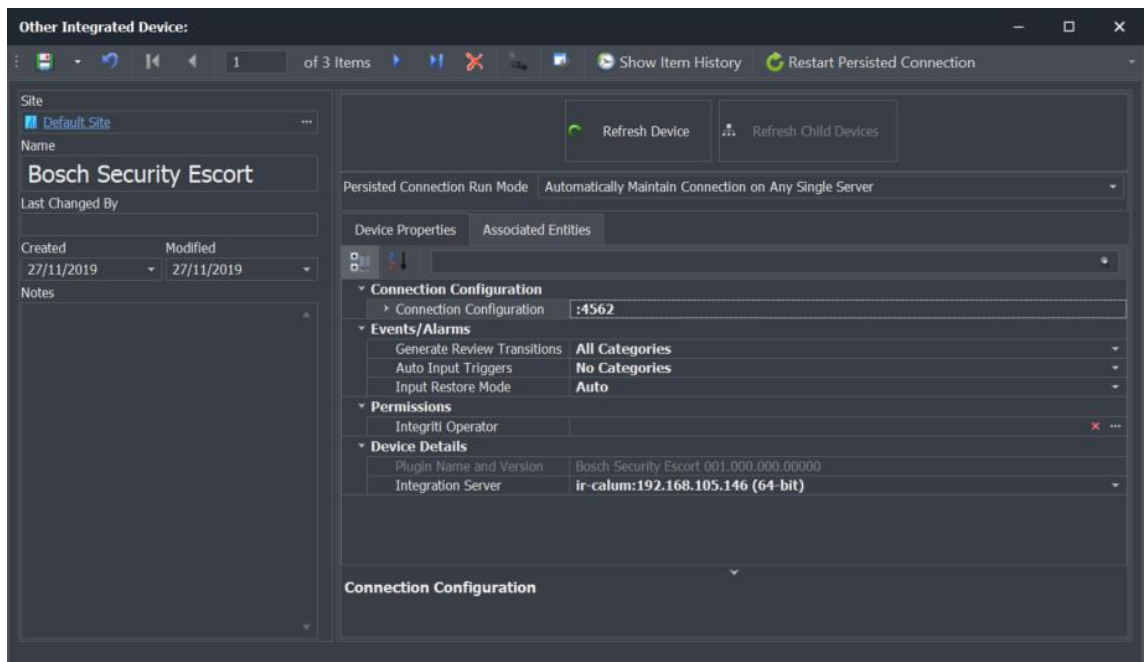 Other Integrated Device:
1 of 3 Items Show Item History Restart Persisted Connection
Site
Default Site ...
Name
Bosch Security Escort
Last Changed By
Created Modified
27/11/2019 27/11/2019
Notes
Refresh Device Refresh Child Devices
Persisted Connection Run Mode Automatically Maintain Connection on Any Single Server
Device Properties Associated Entities
Connection Configuration
Connection Configuration :4562
Events/Alarms
Generate Review Transitions All Categories
Auto Input Triggers No Categories
Input Restore Mode Auto
Permissions
Integriti Operator ...
Device Details
Plugin Name and Version Bosch Security Escort 001.000.000.00000
Integration Server ir-calum:192.168.105.146 (64-bit)
Connection Configuration